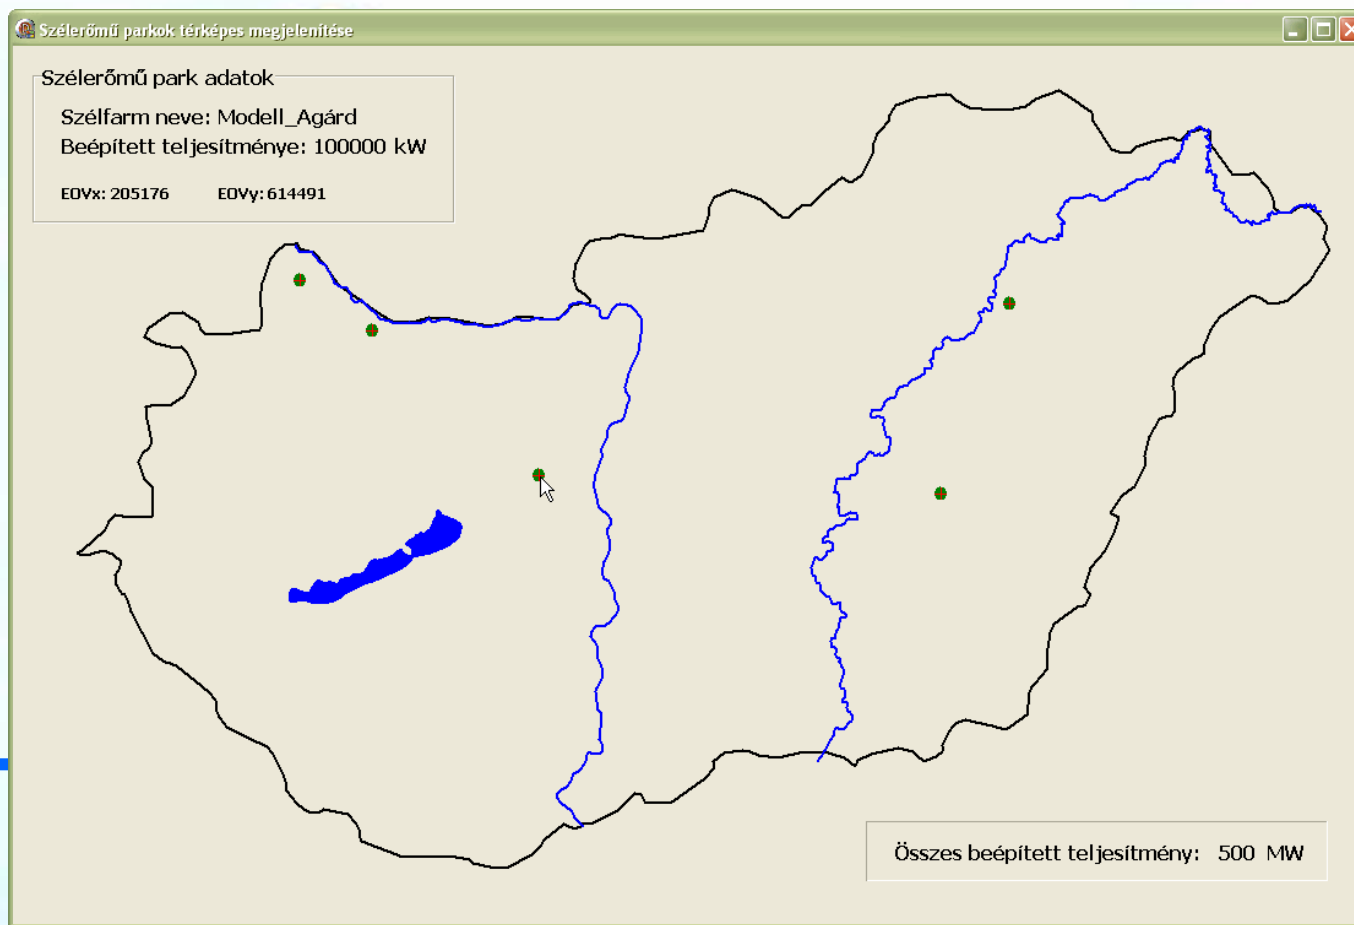 Szélerőmű parkok térképes megjelenítése
Szélerőmű park adatok
Szélfarm neve: Modell_Agárd
Beépített teljesítménye: 100000 kW
EOVx: 205176 EOVy: 614491
Összes beépített teljesítmény: 500 MW